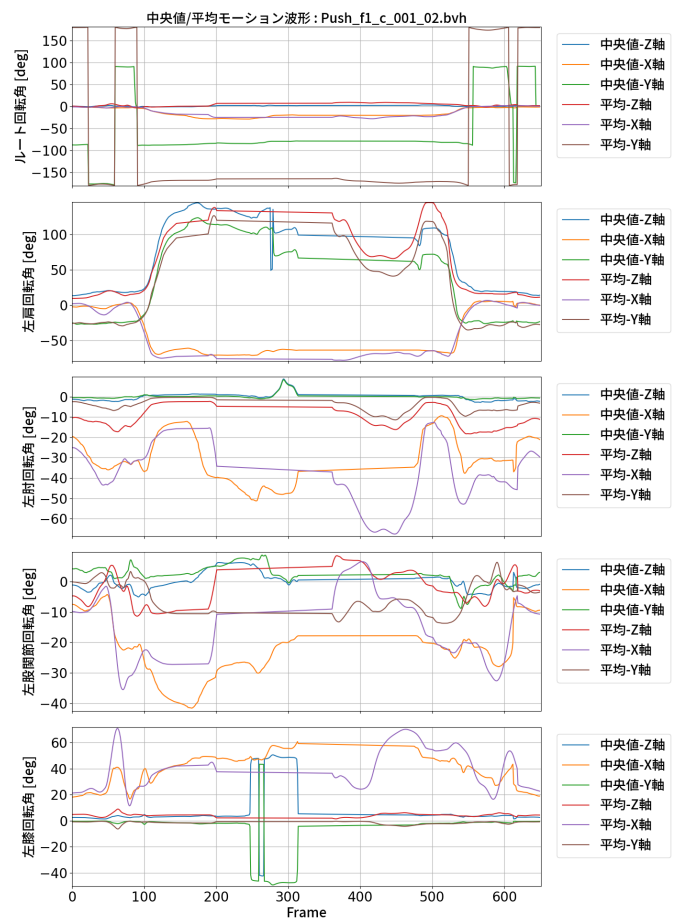 中央値/平均モーション波形 : Push_f1_c_001_02.bvh
ルート回転角 [deg]
150
100
50
0
−50
−100
−150
中央値-Z軸
中央値-X軸
中央値-Y軸
平均-Z軸
平均-X軸
平均-Y軸
左肩回転角 [deg]
100
50
0
−50
中央値-Z軸
中央値-X軸
中央値-Y軸
平均-Z軸
平均-X軸
平均-Y軸
左肘回転角 [deg]
0
−10
−20
−30
−40
−50
−60
中央値-Z軸
中央値-X軸
中央値-Y軸
平均-Z軸
平均-X軸
平均-Y軸
左股関節回転角 [deg]
0
−10
−20
−30
−40
中央値-Z軸
中央値-X軸
中央値-Y軸
平均-Z軸
平均-X軸
平均-Y軸
左膝回転角 [deg]
60
40
20
0
−20
−40
中央値-Z軸
中央値-X軸
中央値-Y軸
平均-Z軸
平均-X軸
平均-Y軸
0 100 200 300 400 500 600
Frame